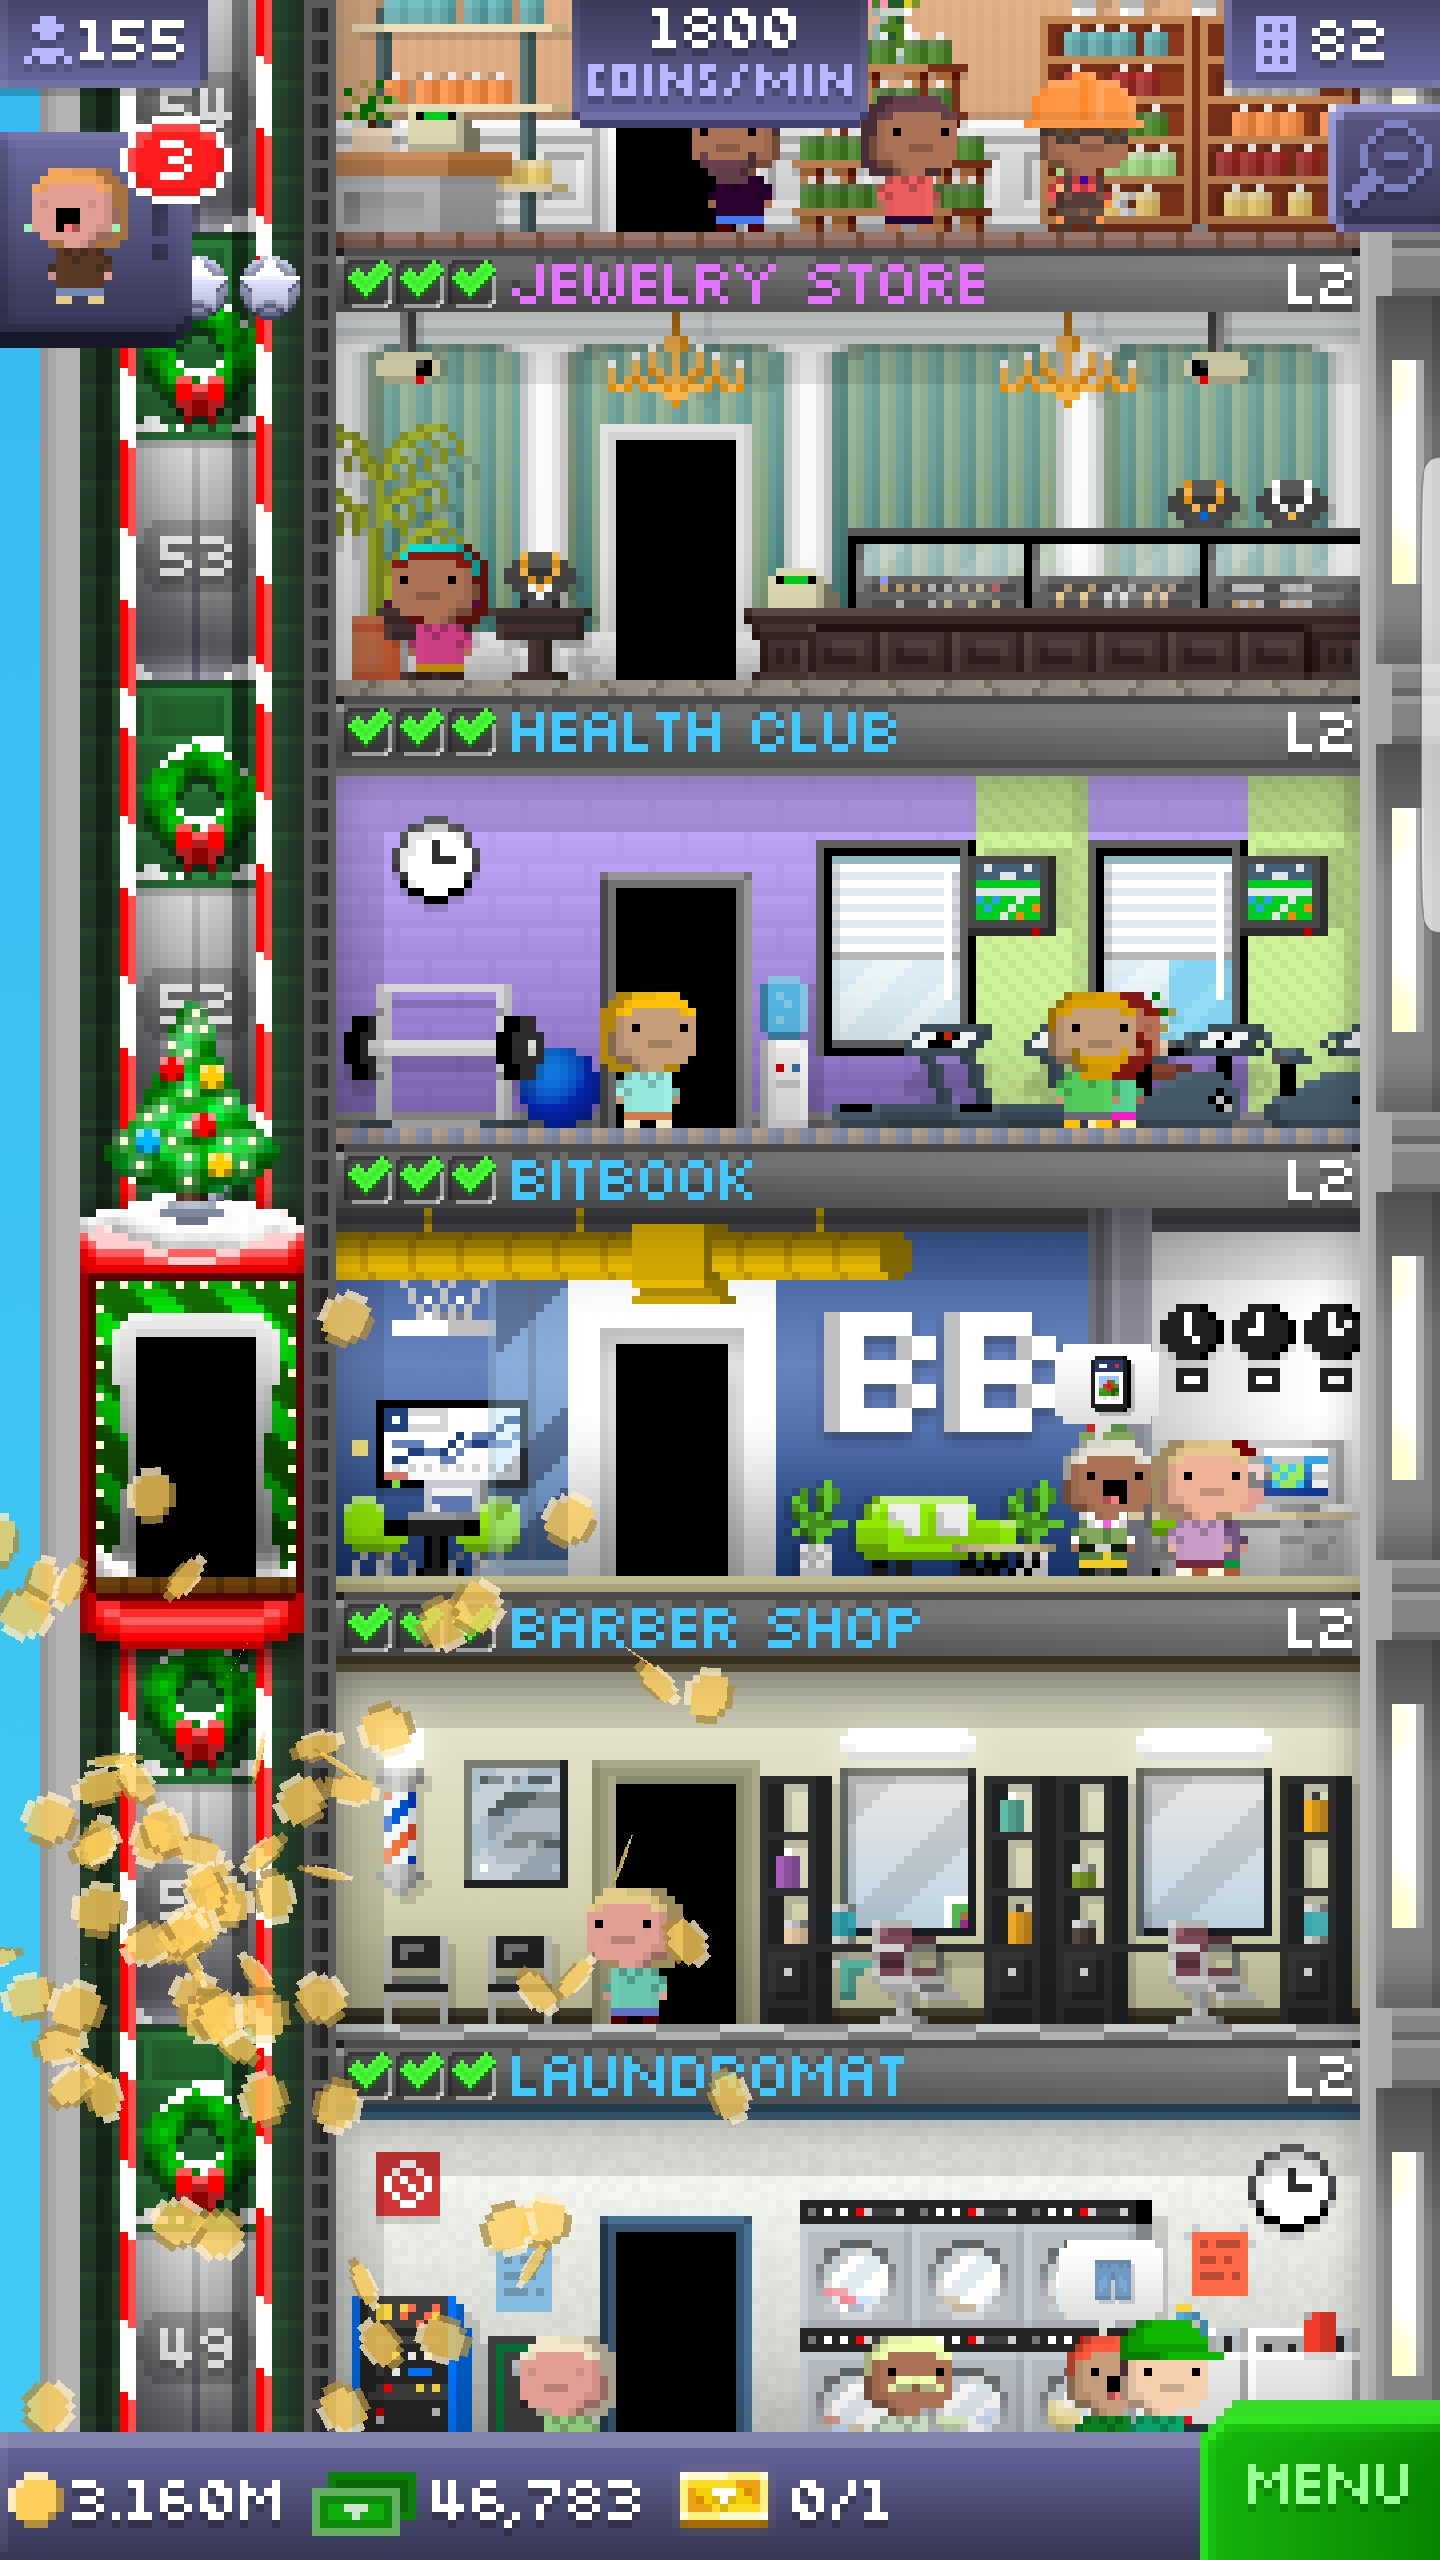 155
1800
COINS/MIN
82
54
3
JEWELRY STORE L2
53
HEALTH CLUB L2
52
BITBOOK L2
BB
BARBER SHOP L2
LAUNDROMAT L2
49
3.160M 46,783 0/1
MENU